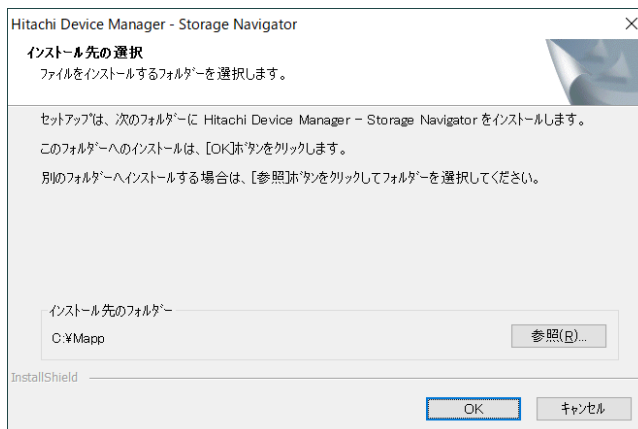 Hitachi Device Manager - Storage Navigator
インストール先の選択
ファイルをインストールするフォルダーを選択します。
セットアップは、次のフォルダーに Hitachi Device Manager - Storage Navigator をインストールします。
このフォルダーへのインストールは、[OK]ボタンをクリックします。
別のフォルダーへインストールする場合は、[参照]ボタンをクリックしてフォルダーを選択してください。
インストール先のフォルダー
C:¥Mapp
参照(R)...
InstallShield
OK
キャンセル